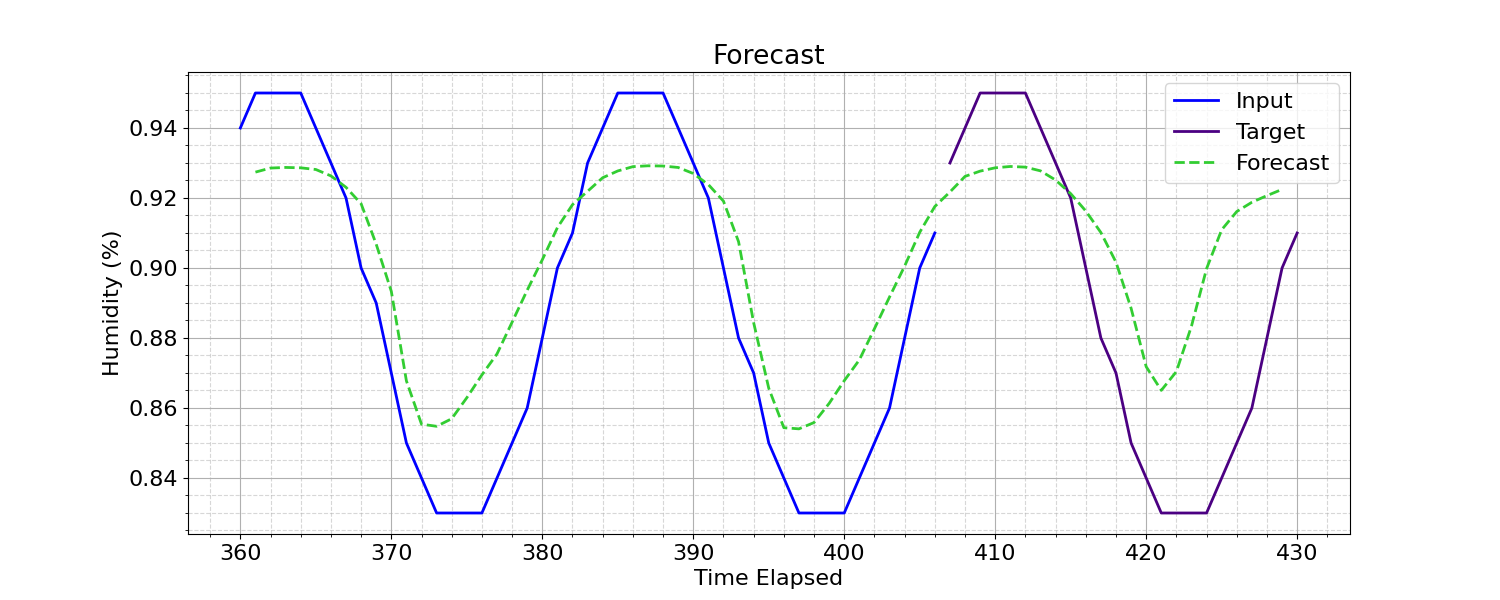 Forecast
Input
Target
Forecast
0.94
0.92
0.90
0.88
0.86
0.84
Humidity (%)
360 370 380 390 400 410 420 430
Time Elapsed